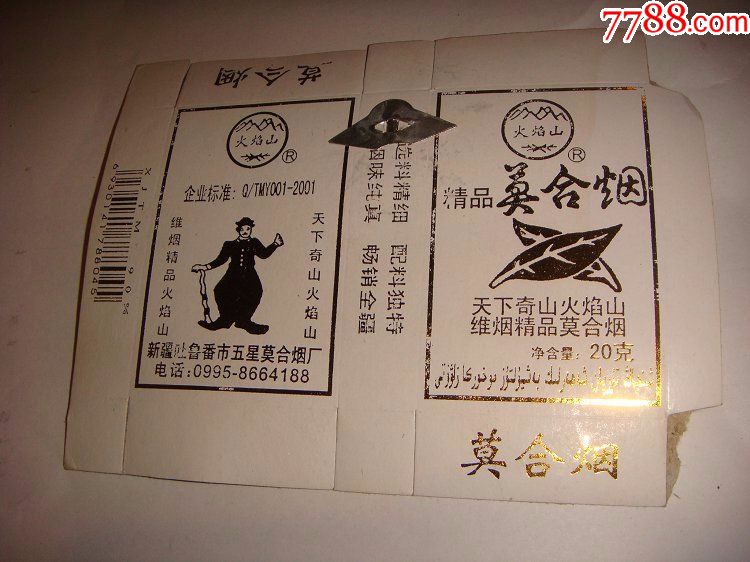 7788.com
莫合烟
火焰山
®
企业标准: Q/TMY001-2001
天下奇山火焰山
维烟精品火焰山
新疆吐鲁番市五星莫合烟厂
电话:0995-8664188
XJTM 90%
6930141786045
选料精细 配料独特
烟味纯真 畅销全疆
火焰山
®
精品 莫合烟
天下奇山火焰山
维烟精品莫合烟
净含量: 20克
莫合烟